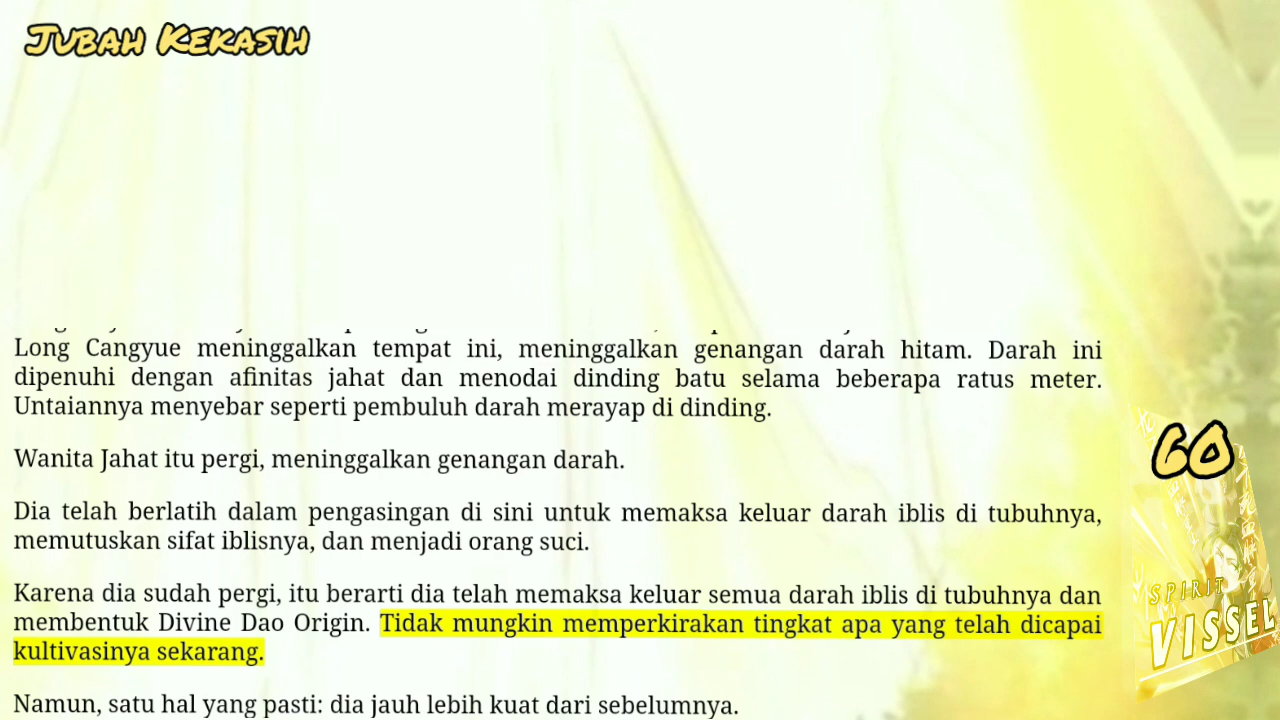 Jubah Kekasih
Long Cangyue meninggalkan tempat ini, meninggalkan genangan darah hitam. Darah ini
dipenuhi dengan afinitas jahat dan menodai dinding batu selama beberapa ratus meter.
Untaiannya menyebar seperti pembuluh darah merayap di dinding.
Wanita Jahat itu pergi, meninggalkan genangan darah.
Dia telah berlatih dalam pengasingan di sini untuk memaksa keluar darah iblis di tubuhnya,
memutuskan sifat iblisnya, dan menjadi orang suci.
Karena dia sudah pergi, itu berarti dia telah memaksa keluar semua darah iblis di tubuhnya dan
membentuk Divine Dao Origin. Tidak mungkin memperkirakan tingkat apa yang telah dicapai
kultivasinya sekarang.
Namun, satu hal yang pasti: dia jauh lebih kuat dari sebelumnya.
60
SPIRIT
VISSEL